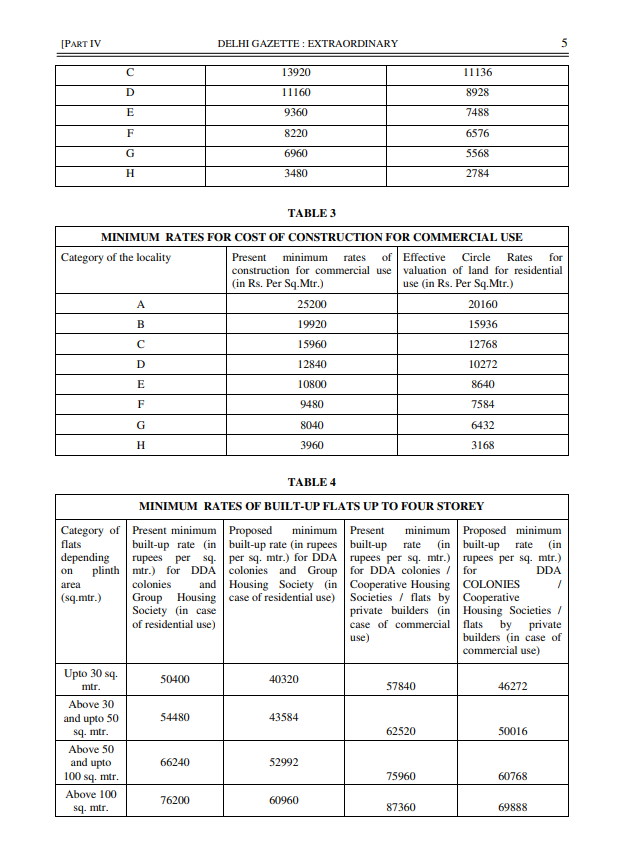 [PART IV DELHI GAZETTE : EXTRAORDINARY 5
C 13920 11136
D 11160 8928
E 9360 7488
F 8220 6576
G 6960 5568
H 3480 2784
TABLE 3
MINIMUM RATES FOR COST OF CONSTRUCTION FOR COMMERCIAL USE
Category of the locality
Present minimum rates of
construction for commercial use
(in Rs. Per Sq.Mtr.)
Effective Circle Rates for
valuation of land for residential
use (in Rs. Per Sq.Mtr.)
A 25200 20160
B 19920 15936
C 15960 12768
D 12840 10272
E 10800 8640
F 9480 7584
G 8040 6432
H 3960 3168
TABLE 4
MINIMUM RATES OF BUILT-UP FLATS UP TO FOUR STOREY
Category of
flats
depending
on plinth
area
(sq.mtr.)
Present minimum
built-up rate (in
rupees per sq.
mtr.) for DDA
colonies and
Group Housing
Society (in case
of residential use)
Proposed minimum
built-up rate (in rupees
per sq. mtr.) for DDA
colonies and Group
Housing Society (in
case of residential use)
Present minimum
built-up rate (in
rupees per sq. mtr.)
for DDA colonies /
Cooperative Housing
Societies / flats by
private builders (in
case of commercial
use)
Proposed minimum
built-up rate (in
rupees per sq. mtr.)
for DDA
COLONIES /
Cooperative
Housing Societies /
flats by private
builders (in case of
commercial use)
Upto 30 sq.
mtr.
50400
40320
57840
46272
Above 30
and upto 50
sq. mtr.
54480
43584
62520
50016
Above 50
and upto
100 sq. mtr.
66240
52992
75960
60768
Above 100
sq. mtr.
76200
60960
87360
69888